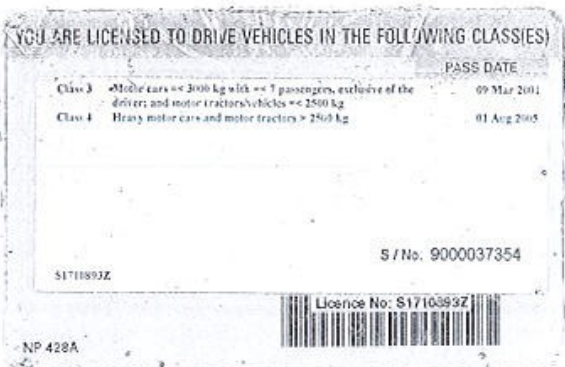 YOU ARE LICENSED TO DRIVE VEHICLES IN THE FOLLOWING CLASS(ES)
PASS DATE
Class 3 Motor cars =< 3000 kg with =< 7 passengers, exclusive of the 09 Mar 2001
driver; and motor tractors/vehicles =< 2500 kg
Class 4 Heavy motor cars and motor tractors > 2500 kg 01 Aug 2005
S / No. 9000037354
S1710893Z
Licence No: S1710893Z
NP 428A